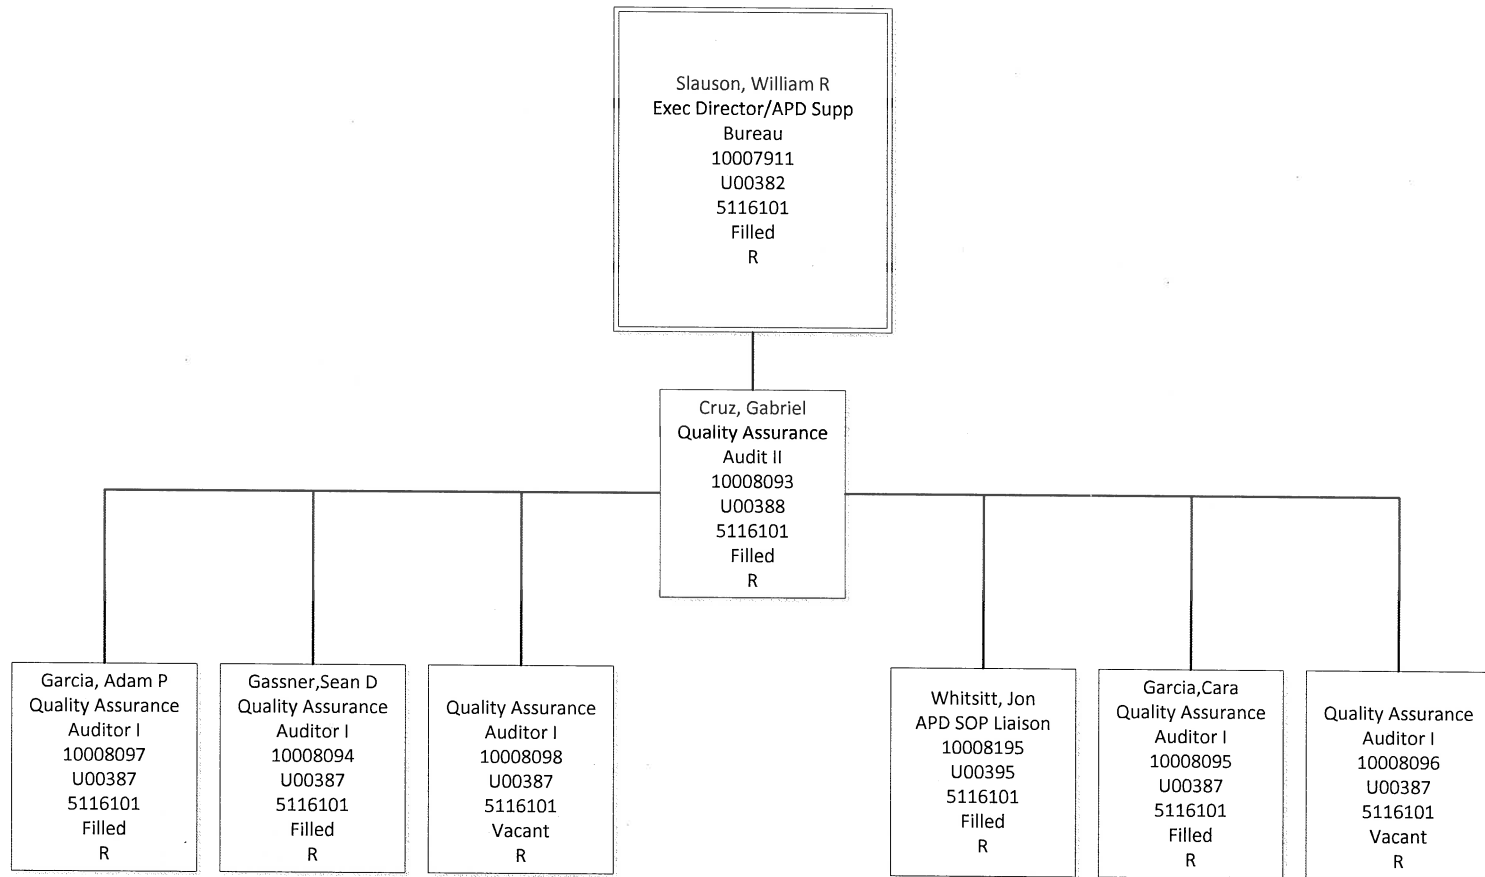 Slauson, William R
Exec Director/APD Supp
Bureau
10007911
U00382
5116101
Filled
R
Cruz, Gabriel
Quality Assurance
Audit II
10008093
U00388
5116101
Filled
R
Garcia, Adam P
Quality Assurance
Auditor I
10008097
U00387
5116101
Filled
R
Gassner,Sean D
Quality Assurance
Auditor I
10008094
U00387
5116101
Filled
R
Quality Assurance
Auditor I
10008098
U00387
5116101
Vacant
R
Whitsitt, Jon
APD SOP Liaison
10008195
U00395
5116101
Filled
R
Garcia,Cara
Quality Assurance
Auditor I
10008095
U00387
5116101
Filled
R
Quality Assurance
Auditor I
10008096
U00387
5116101
Vacant
R